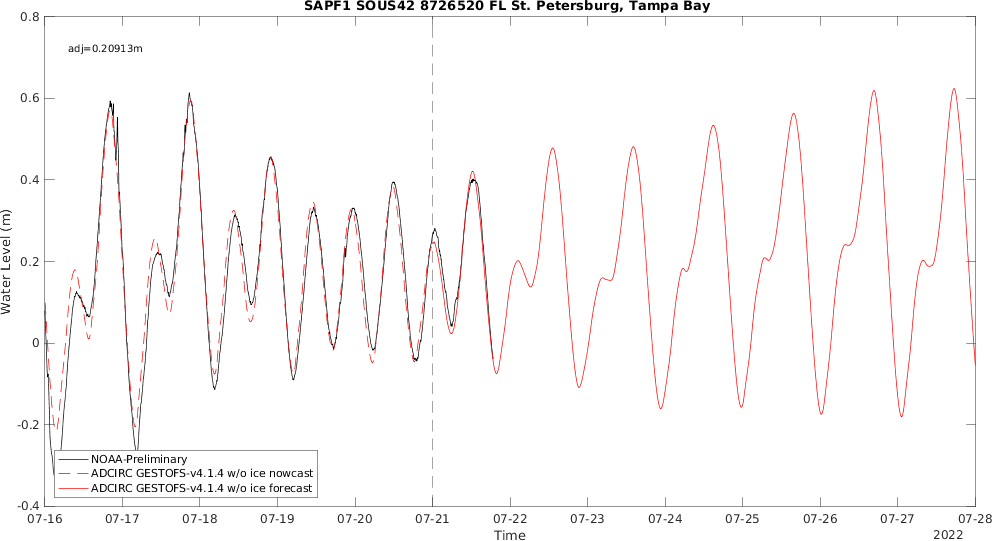 SAPF1 SOUS42 8726520 FL St. Petersburg, Tampa Bay
adj=0.20913m
Water Level (m)
0.8
0.6
0.4
0.2
0
-0.2
-0.4
NOAA-Preliminary
ADCIRC GESTOFS-v4.1.4 w/o ice nowcast
ADCIRC GESTOFS-v4.1.4 w/o ice forecast
07-16 07-17 07-18 07-19 07-20 07-21 07-22 07-23 07-24 07-25 07-26 07-27 07-28
Time
2022